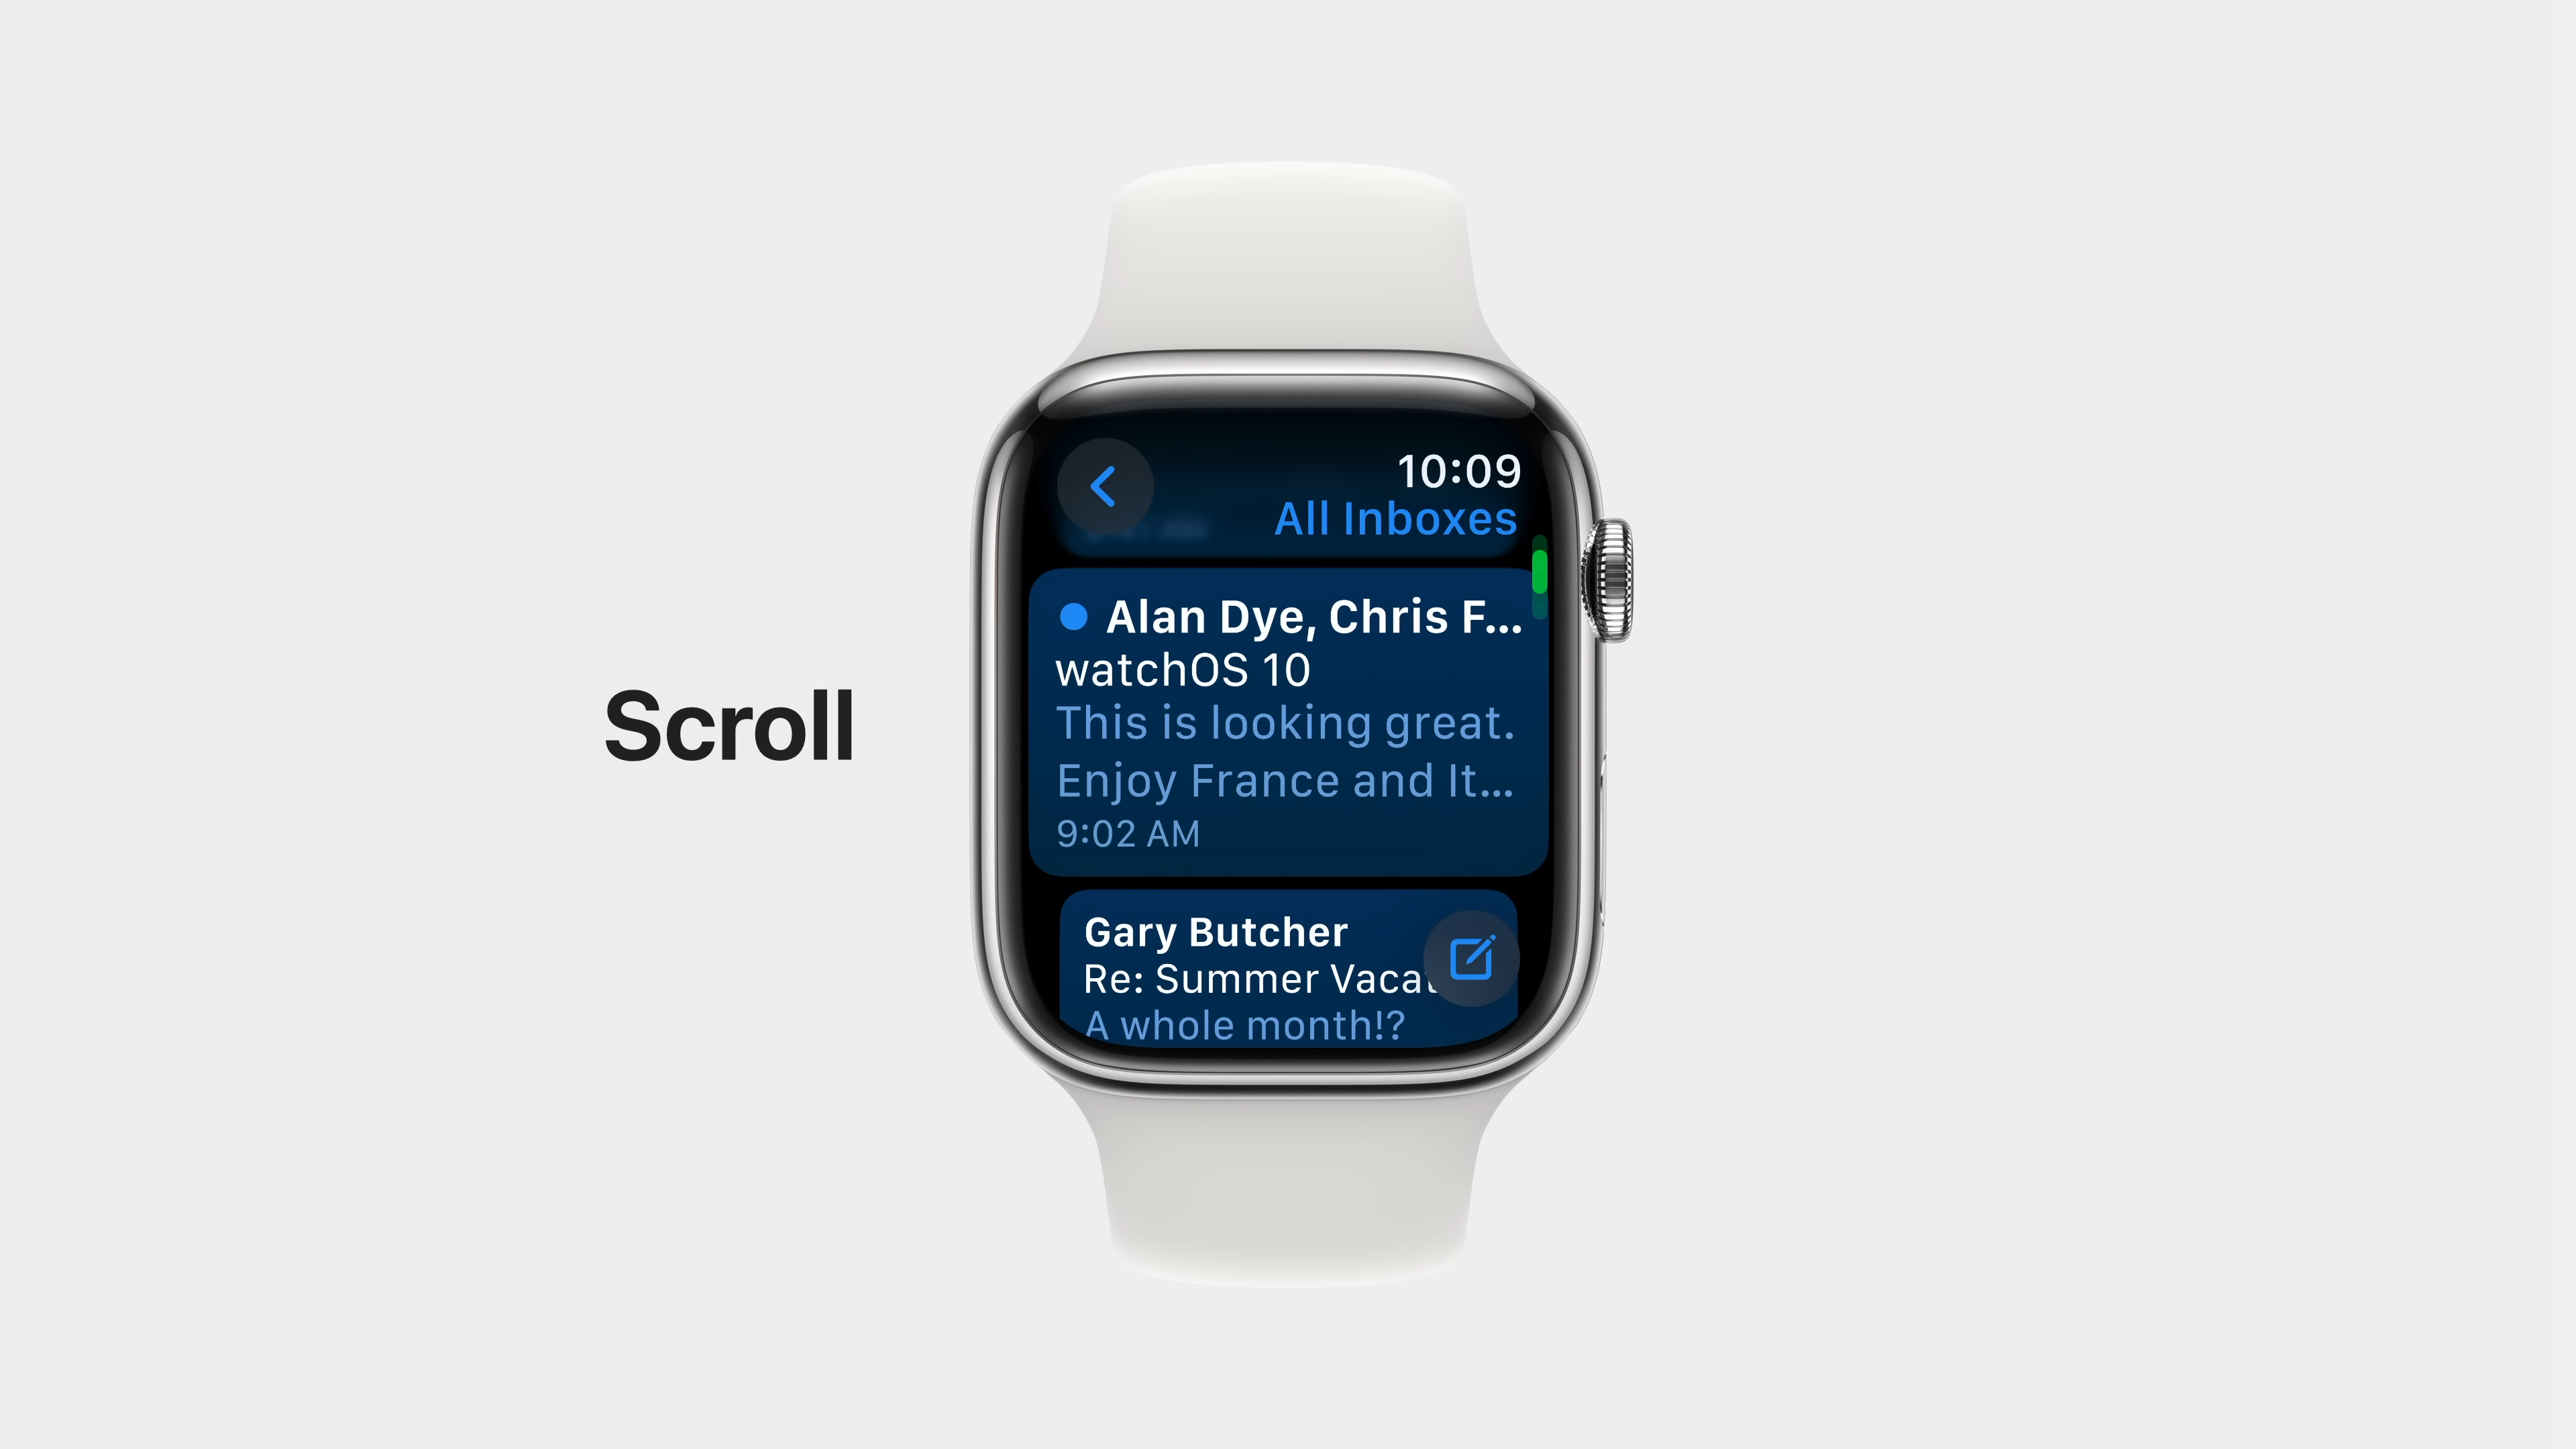 Scroll
10:09
All Inboxes
Alan Dye, Chris F...
watchOS 10
This is looking great.
Enjoy France and It...
9:02 AM
Gary Butcher
Re: Summer
A whole month!?